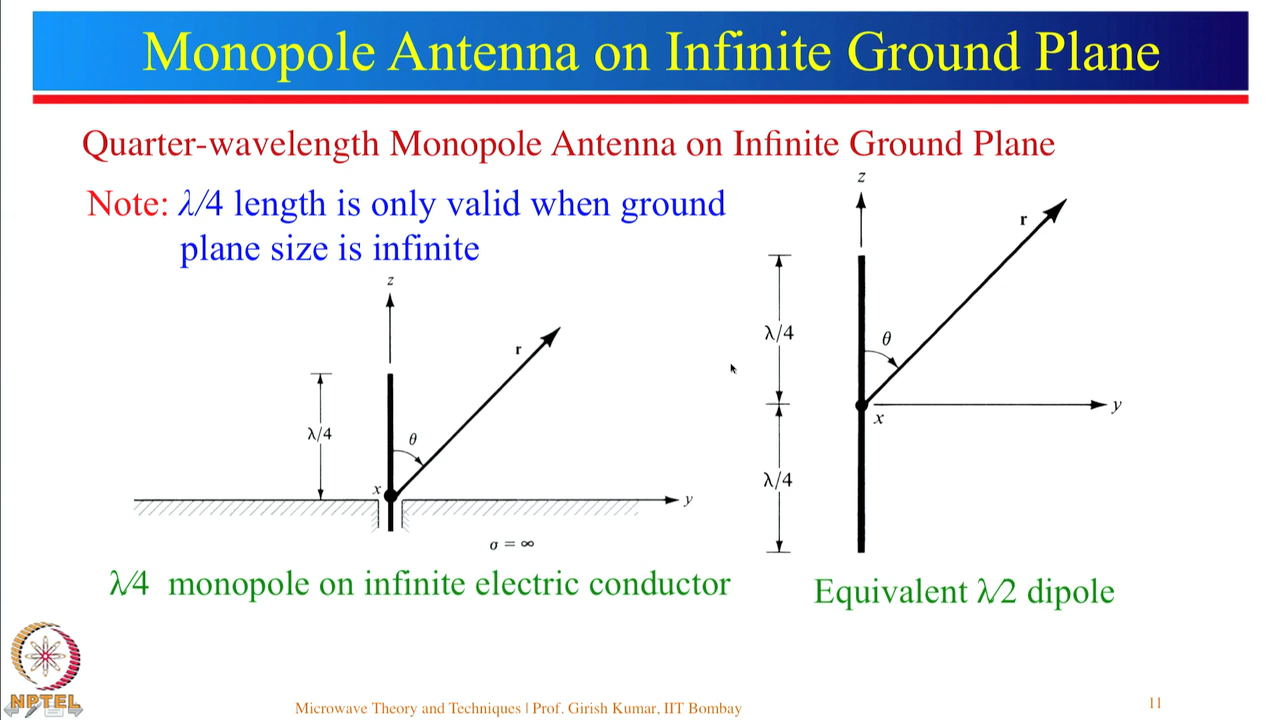 Monopole Antenna on Infinite Ground Plane
Quarter-wavelength Monopole Antenna on Infinite Ground Plane
Note: λ/4 length is only valid when ground
plane size is infinite
z
r
λ/4
θ
x
y
σ = ∞
λ/4 monopole on infinite electric conductor
z
r
λ/4
θ
y
x
λ/4
Equivalent λ/2 dipole
NPTEL
Microwave Theory and Techniques | Prof. Girish Kumar, IIT Bombay
11